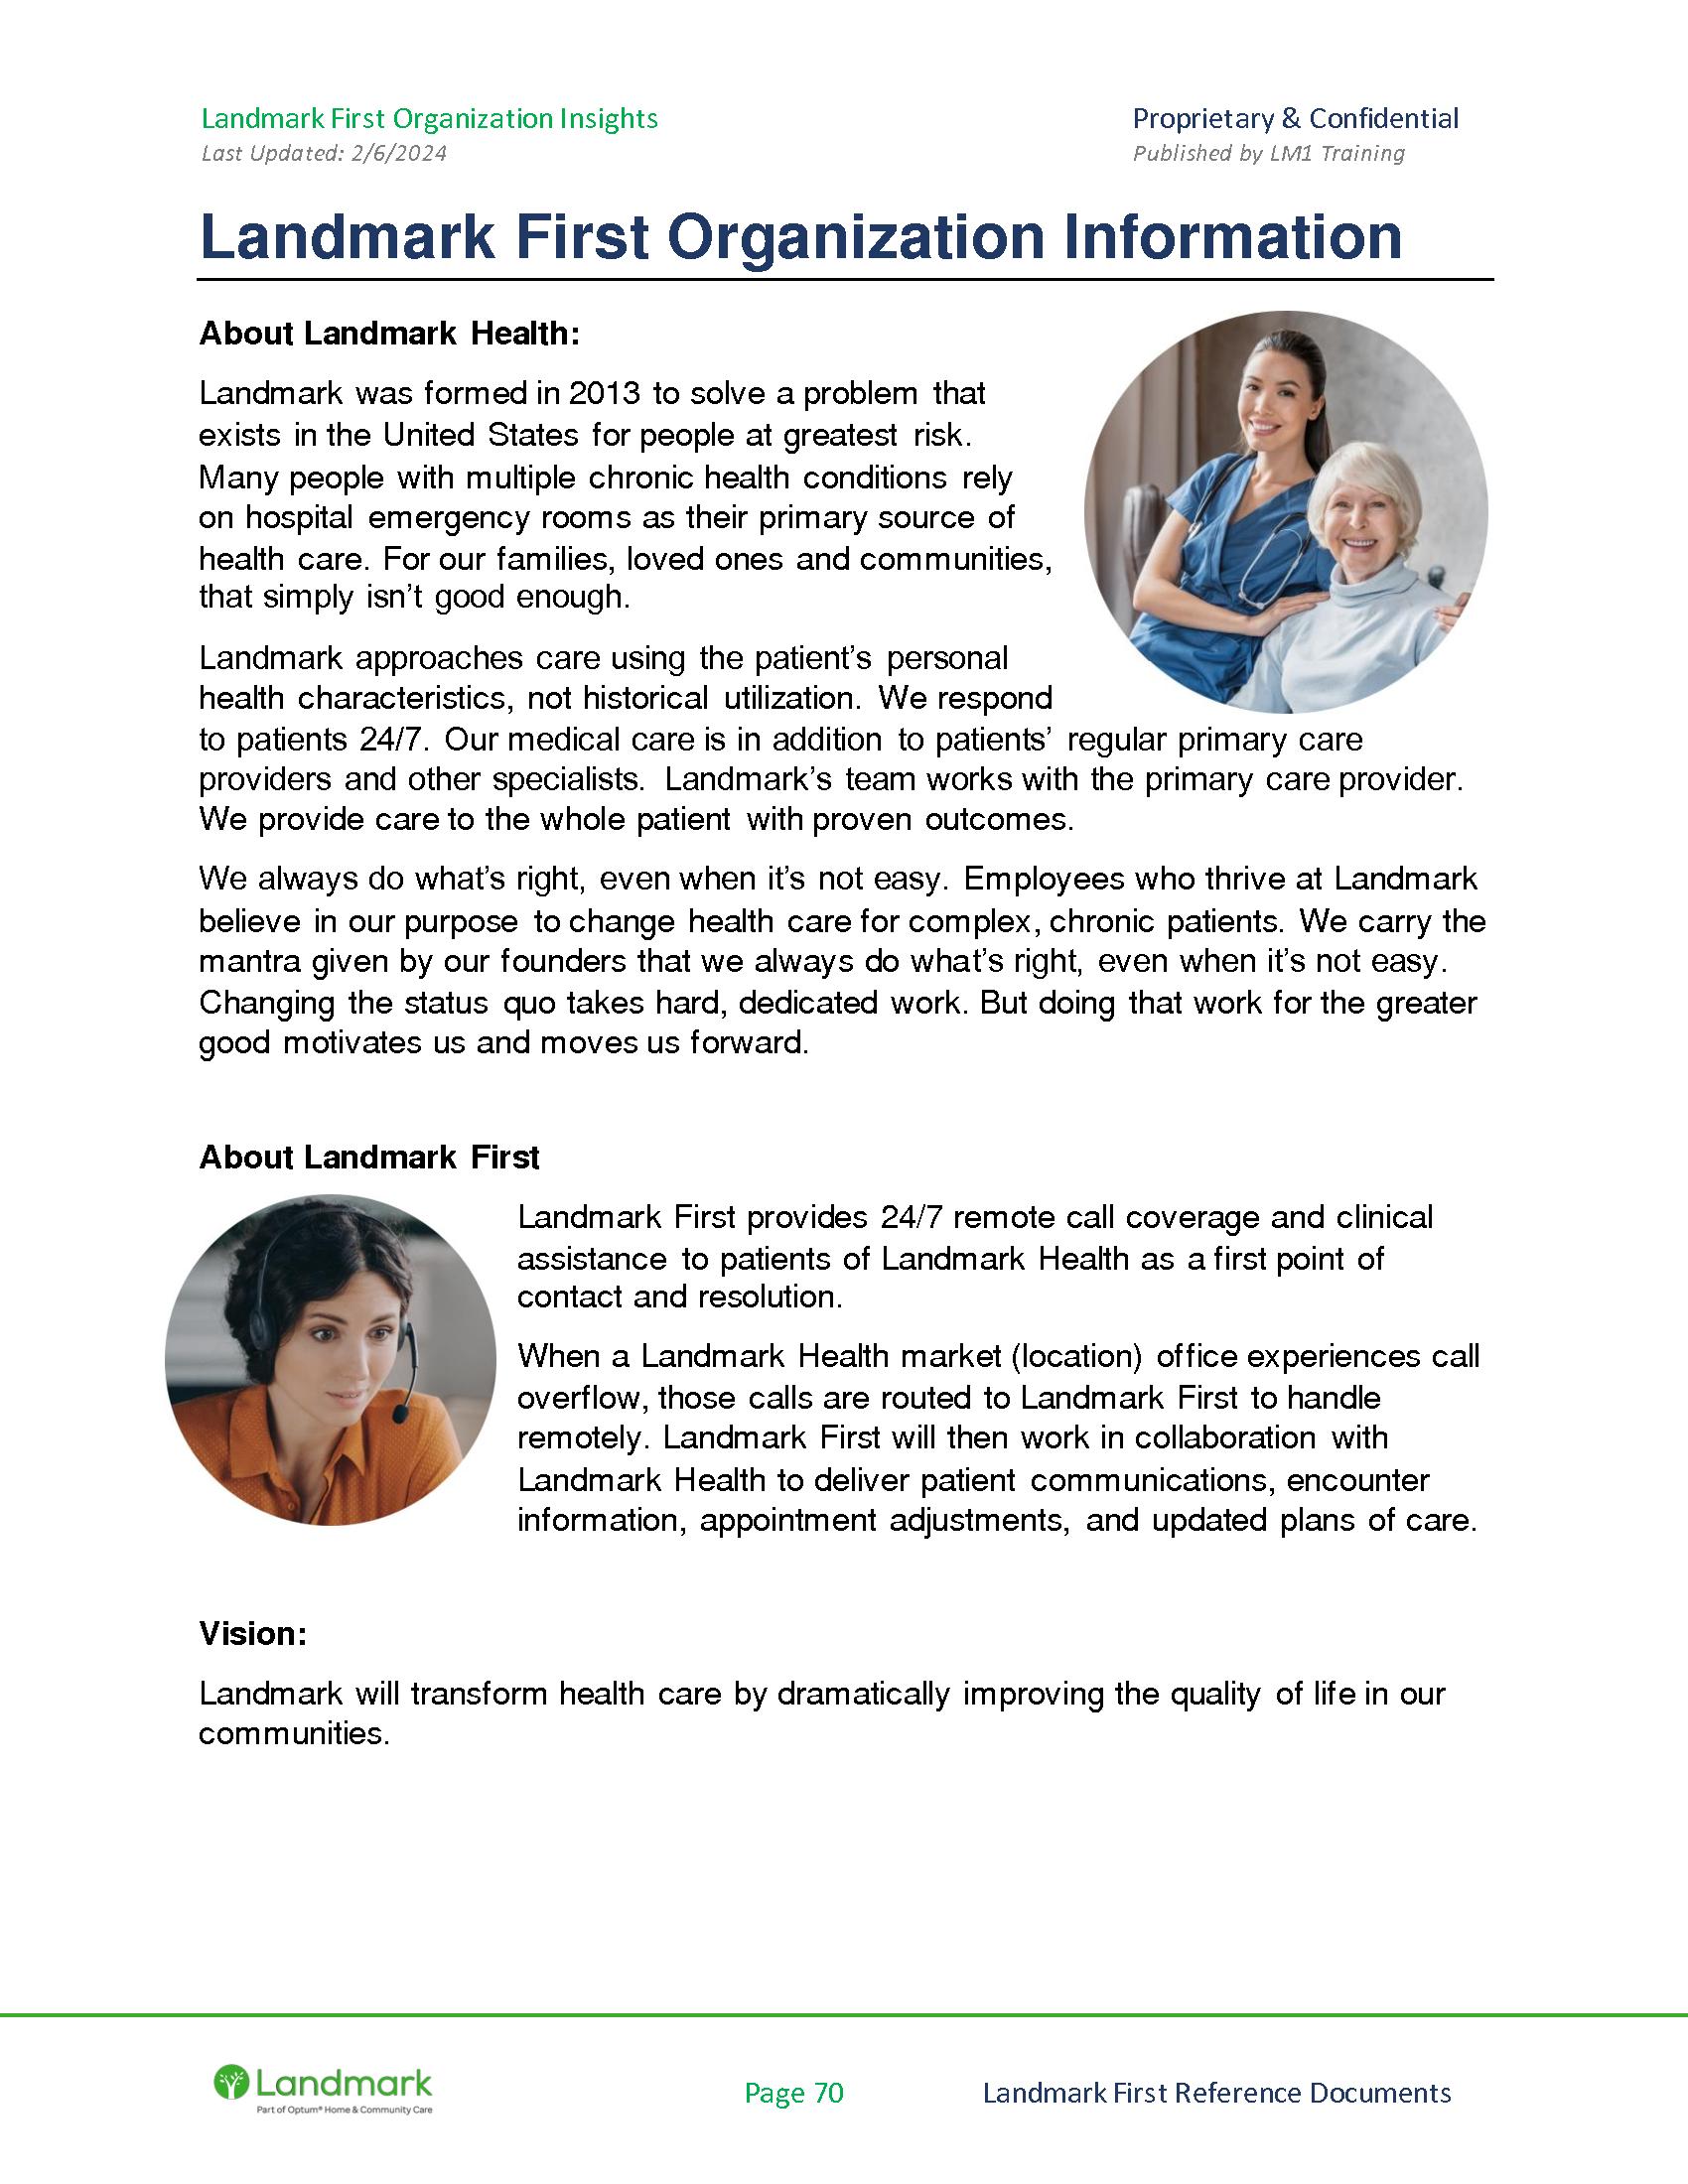 Landmark First Organization Insights
Proprietary & Confidential
Last Updated: 2/6/2024
Published by LM1 Training
Landmark First Organization Information
About Landmark Health:
Landmark was formed in 2013 to solve a problem that
exists in the United States for people at greatest risk.
Many people with multiple chronic health conditions rely
on hospital emergency rooms as their primary source of
health care. For our families, loved ones and communities,
that simply isn’t good enough.
Landmark approaches care using the patient’s personal
health characteristics, not historical utilization. We respond
to patients 24/7. Our medical care is in addition to patients’ regular primary care
providers and other specialists. Landmark’s team works with the primary care provider.
We provide care to the whole patient with proven outcomes.
We always do what’s right, even when it’s not easy. Employees who thrive at Landmark
believe in our purpose to change health care for complex, chronic patients. We carry the
mantra given by our founders that we always do what’s right, even when it’s not easy.
Changing the status quo takes hard, dedicated work. But doing that work for the greater
good motivates us and moves us forward.
About Landmark First
Landmark First provides 24/7 remote call coverage and clinical
assistance to patients of Landmark Health as a first point of
contact and resolution.
When a Landmark Health market (location) office experiences call
overflow, those calls are routed to Landmark First to handle
remotely. Landmark First will then work in collaboration with
Landmark Health to deliver patient communications, encounter
information, appointment adjustments, and updated plans of care.
Vision:
Landmark will transform health care by dramatically improving the quality of life in our
communities.
Landmark
Part of Optum® Home & Community Care
Page 70
Landmark First Reference Documents